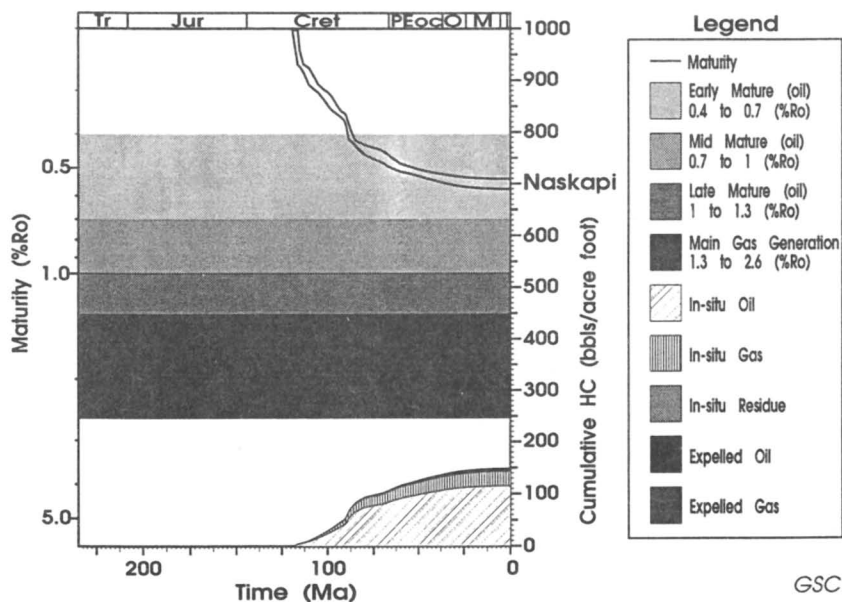 Tr Jur Cret P Eoc O M
0.5
1.0
5.0
Maturity (%Ro)
1000
900
800
700
600
500
400
300
200
100
0
Naskapi
Cumulative HC (bbls/acre foot)
200 100 0
Time (Ma)
Legend
Maturity
Early Mature (oil)
0.4 to 0.7 (%Ro)
Mid Mature (oil)
0.7 to 1 (%Ro)
Late Mature (oil)
1 to 1.3 (%Ro)
Main Gas Generation
1.3 to 2.6 (%Ro)
In-situ Oil
In-situ Gas
In-situ Residue
Expelled Oil
Expelled Gas
GSC